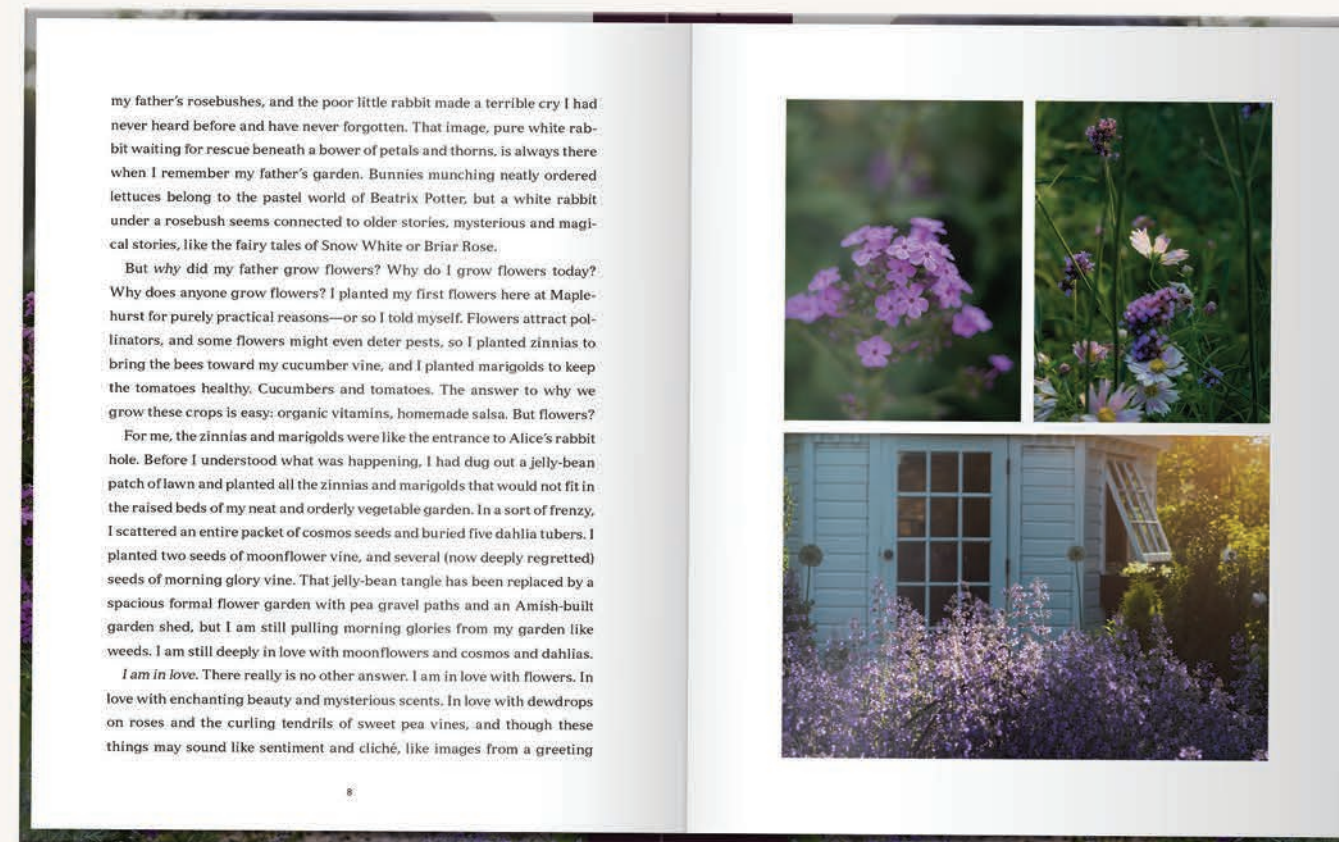 my father's rosebushes, and the poor little rabbit made a terrible cry I had
never heard before and have never forgotten. That image, pure white rab-
bit waiting for rescue beneath a bower of petals and thorns, is always there
when I remember my father's garden. Bunnies munching neatly ordered
lettuces belong to the pastel world of Beatrix Potter, but a white rabbit
under a rosebush seems connected to older stories, mysterious and magi-
cal stories, like the fairy tales of Snow White or Briar Rose.
But why did my father grow flowers? Why do I grow flowers today?
Why does anyone grow flowers? I planted my first flowers here at Maple-
hurst for purely practical reasons—or so I told myself. Flowers attract pol-
linators, and some flowers might even deter pests, so I planted zinnias to
bring the bees toward my cucumber vine, and I planted marigolds to keep
the tomatoes healthy. Cucumbers and tomatoes. The answer to why we
grow these crops is easy: organic vitamins, homemade salsa. But flowers?
For me, the zinnias and marigolds were like the entrance to Alice's rabbit
hole. Before I understood what was happening, I had dug out a jelly-bean
patch of lawn and planted all the zinnias and marigolds that would not fit in
the raised beds of my neat and orderly vegetable garden. In a sort of frenzy,
I scattered an entire packet of cosmos seeds and buried five dahlia tubers. I
planted two seeds of moonflower vine, and several (now deeply regretted)
seeds of morning glory vine. That jelly-bean tangle has been replaced by a
spacious formal flower garden with pea gravel paths and an Amish-built
garden shed, but I am still pulling morning glories from my garden like
weeds. I am still deeply in love with moonflowers and cosmos and dahlias.
I am in love. There really is no other answer. I am in love with flowers. In
love with enchanting beauty and mysterious scents. In love with dewdrops
on roses and the curling tendrils of sweet pea vines, and though these
things may sound like sentiment and cliché, like images from a greeting
8